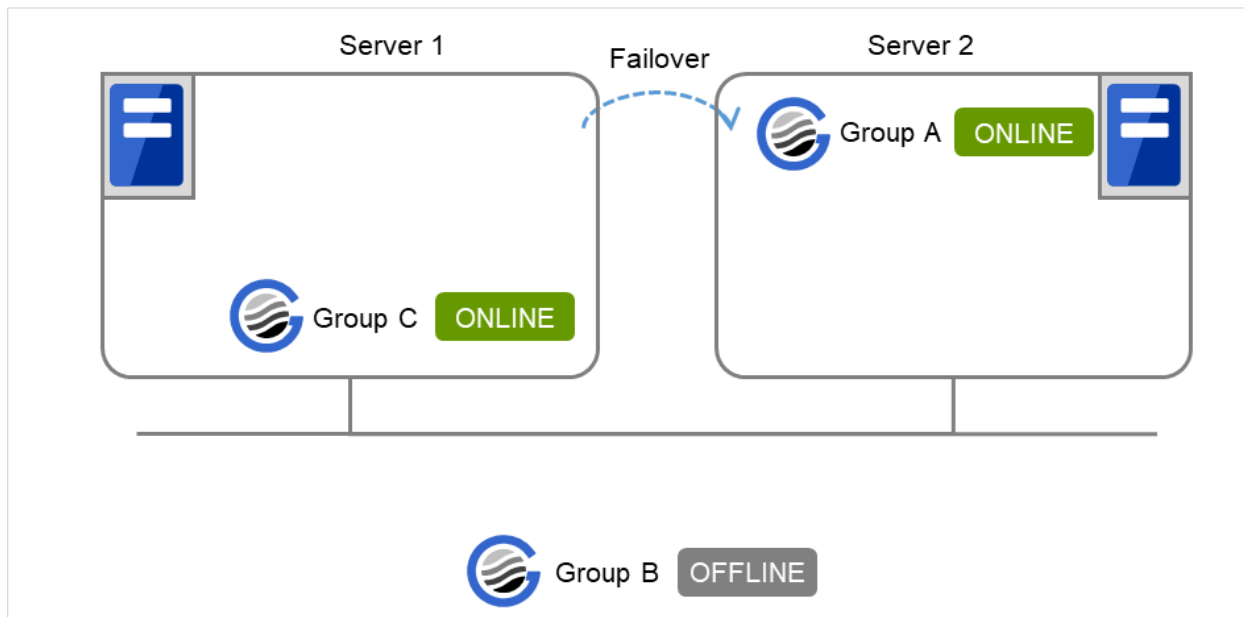 Server 1
Failover
Server 2
Group A ONLINE
Group C ONLINE
Group B OFFLINE